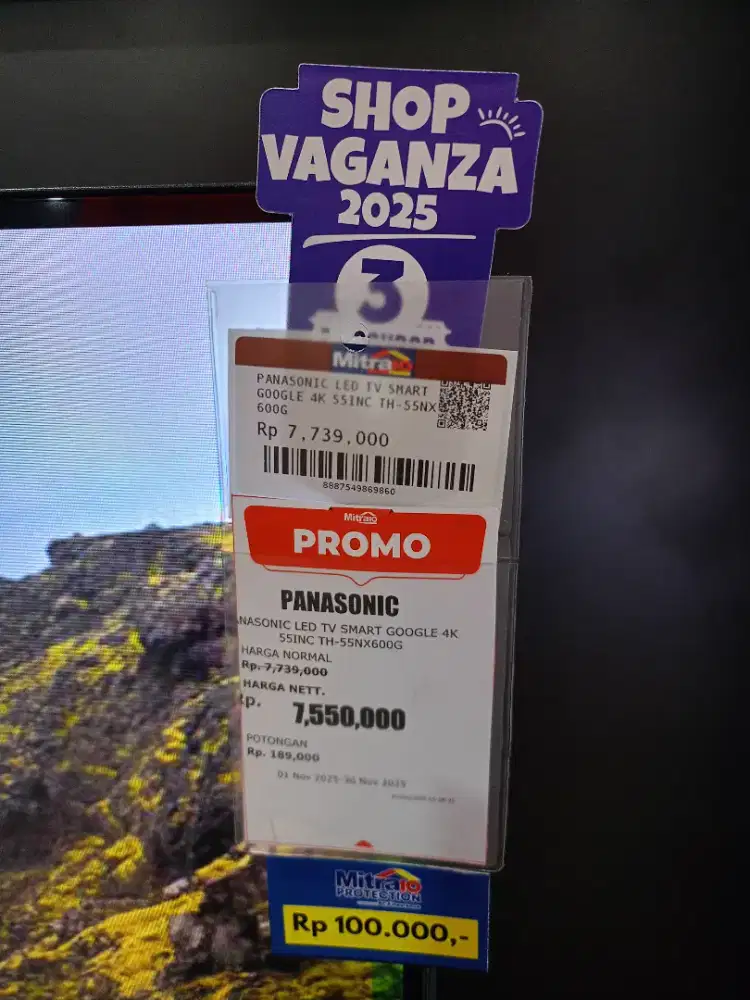 SHOP
VAGANZA
2025
3
Mitra10
PANASONIC LED TV SMART
GOOGLE 4K 55INC TH-55NX
600G
Rp 7,739,000
8887549869860
Mitra10
PROMO
PANASONIC
NASONIC LED TV SMART GOOGLE 4K
55INC TH-55NX600G
HARGA NORMAL
Rp. 7,739,000
HARGA NETT.
Rp. 7,550,000
POTONGAN
Rp. 189,000
01 Nov 2025-30 Nov 2025
Mitra10
PROTECTION
Rp 100.000,-